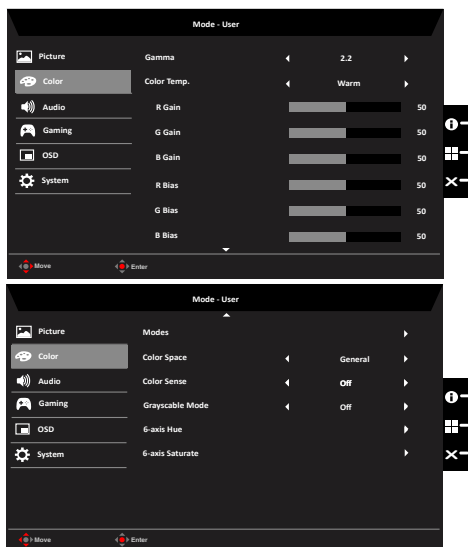 Mode - User
Picture Gamma 2.2
Color Color Temp. Warm
Audio R Gain 50
Gaming G Gain 50
OSD B Gain 50
System R Bias 50
G Bias 50
B Bias 50
Move Enter
Mode - User
Picture Modes
Color Color Space General
Audio Color Sense Off
Gaming Grayscable Mode Off
OSD 6-axis Hue
System 6-axis Saturate
Move Enter